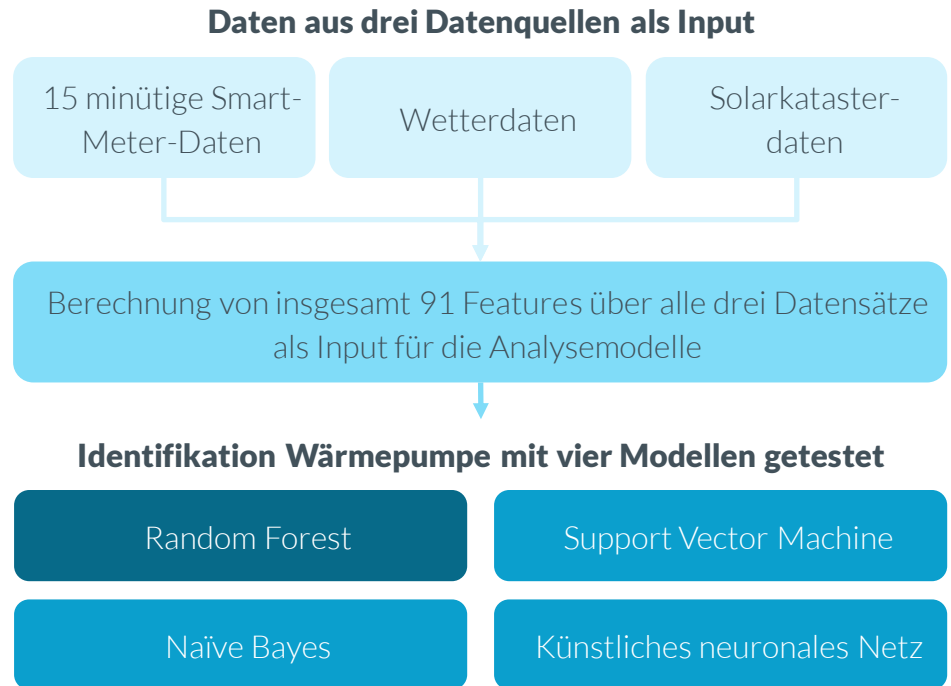 Daten aus drei Datenquellen als Input
15 minütige Smart-
Meter-Daten
Wetterdaten
Solarkataster-
daten
Berechnung von insgesamt 91 Features über alle drei Datensätze
als Input für die Analysemodelle
Identifikation Wärmepumpe mit vier Modellen getestet
Random Forest
Support Vector Machine
Naïve Bayes
Künstliches neuronales Netz